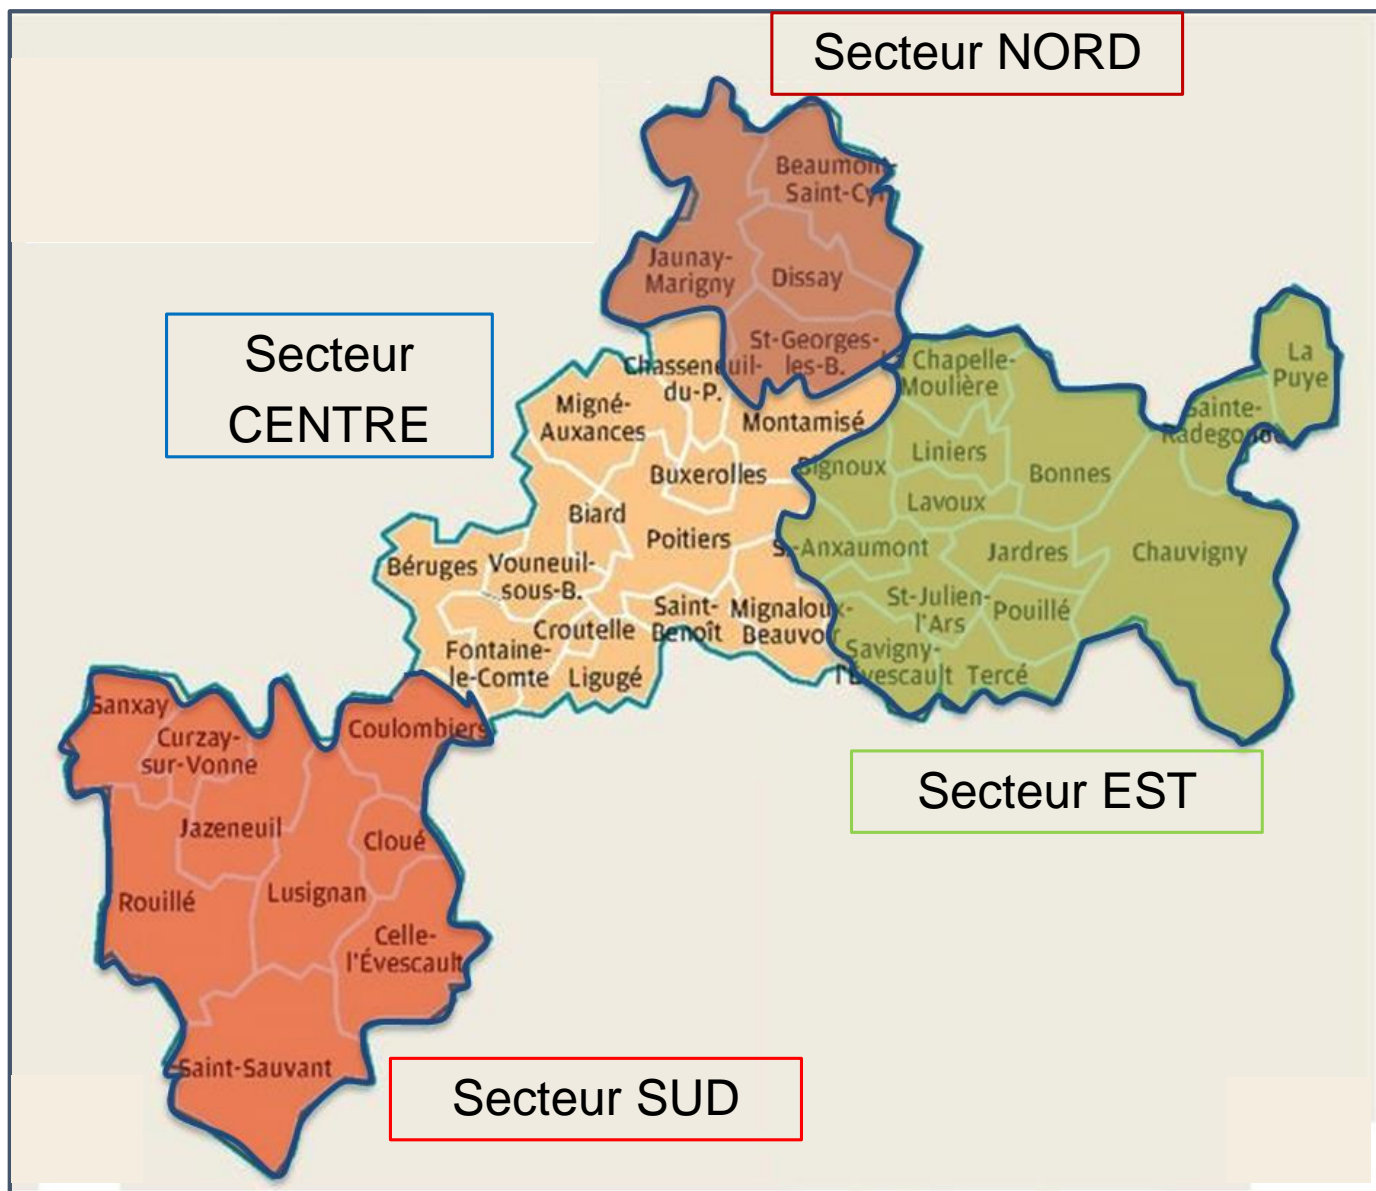 Secteur NORD
Beaumont-
Saint-Cyr
Jaunay-
Marigny
Dissay
St-Georges-
les-B.
Secteur
CENTRE
Chasseneuil-
du-P.
Migné-
Auxances
Montamisé
Buxerolles
Biard
Poitiers
Béruges
Vouneuil-
sous-B.
Croutelle
Saint-
Benoît
Mignaloux-
Beauvoir
Fontaine-
le-Comte
Ligugé
La Chapelle-
Moulière
La
Puye
Sainte-
Radegonde
Bignoux
Liniers
Bonnes
Lavoux
S.-Anxaumont
Jardres
Chauvigny
St-Julien-
l'Ars
Pouillé
Savigny-
l'Évescault
Tercé
Secteur EST
Sanxay
Curzay-
sur-Vonne
Coulombiers
Jazeneuil
Cloué
Rouillé
Lusignan
Celle-
l'Évescault
Saint-Sauvant
Secteur SUD